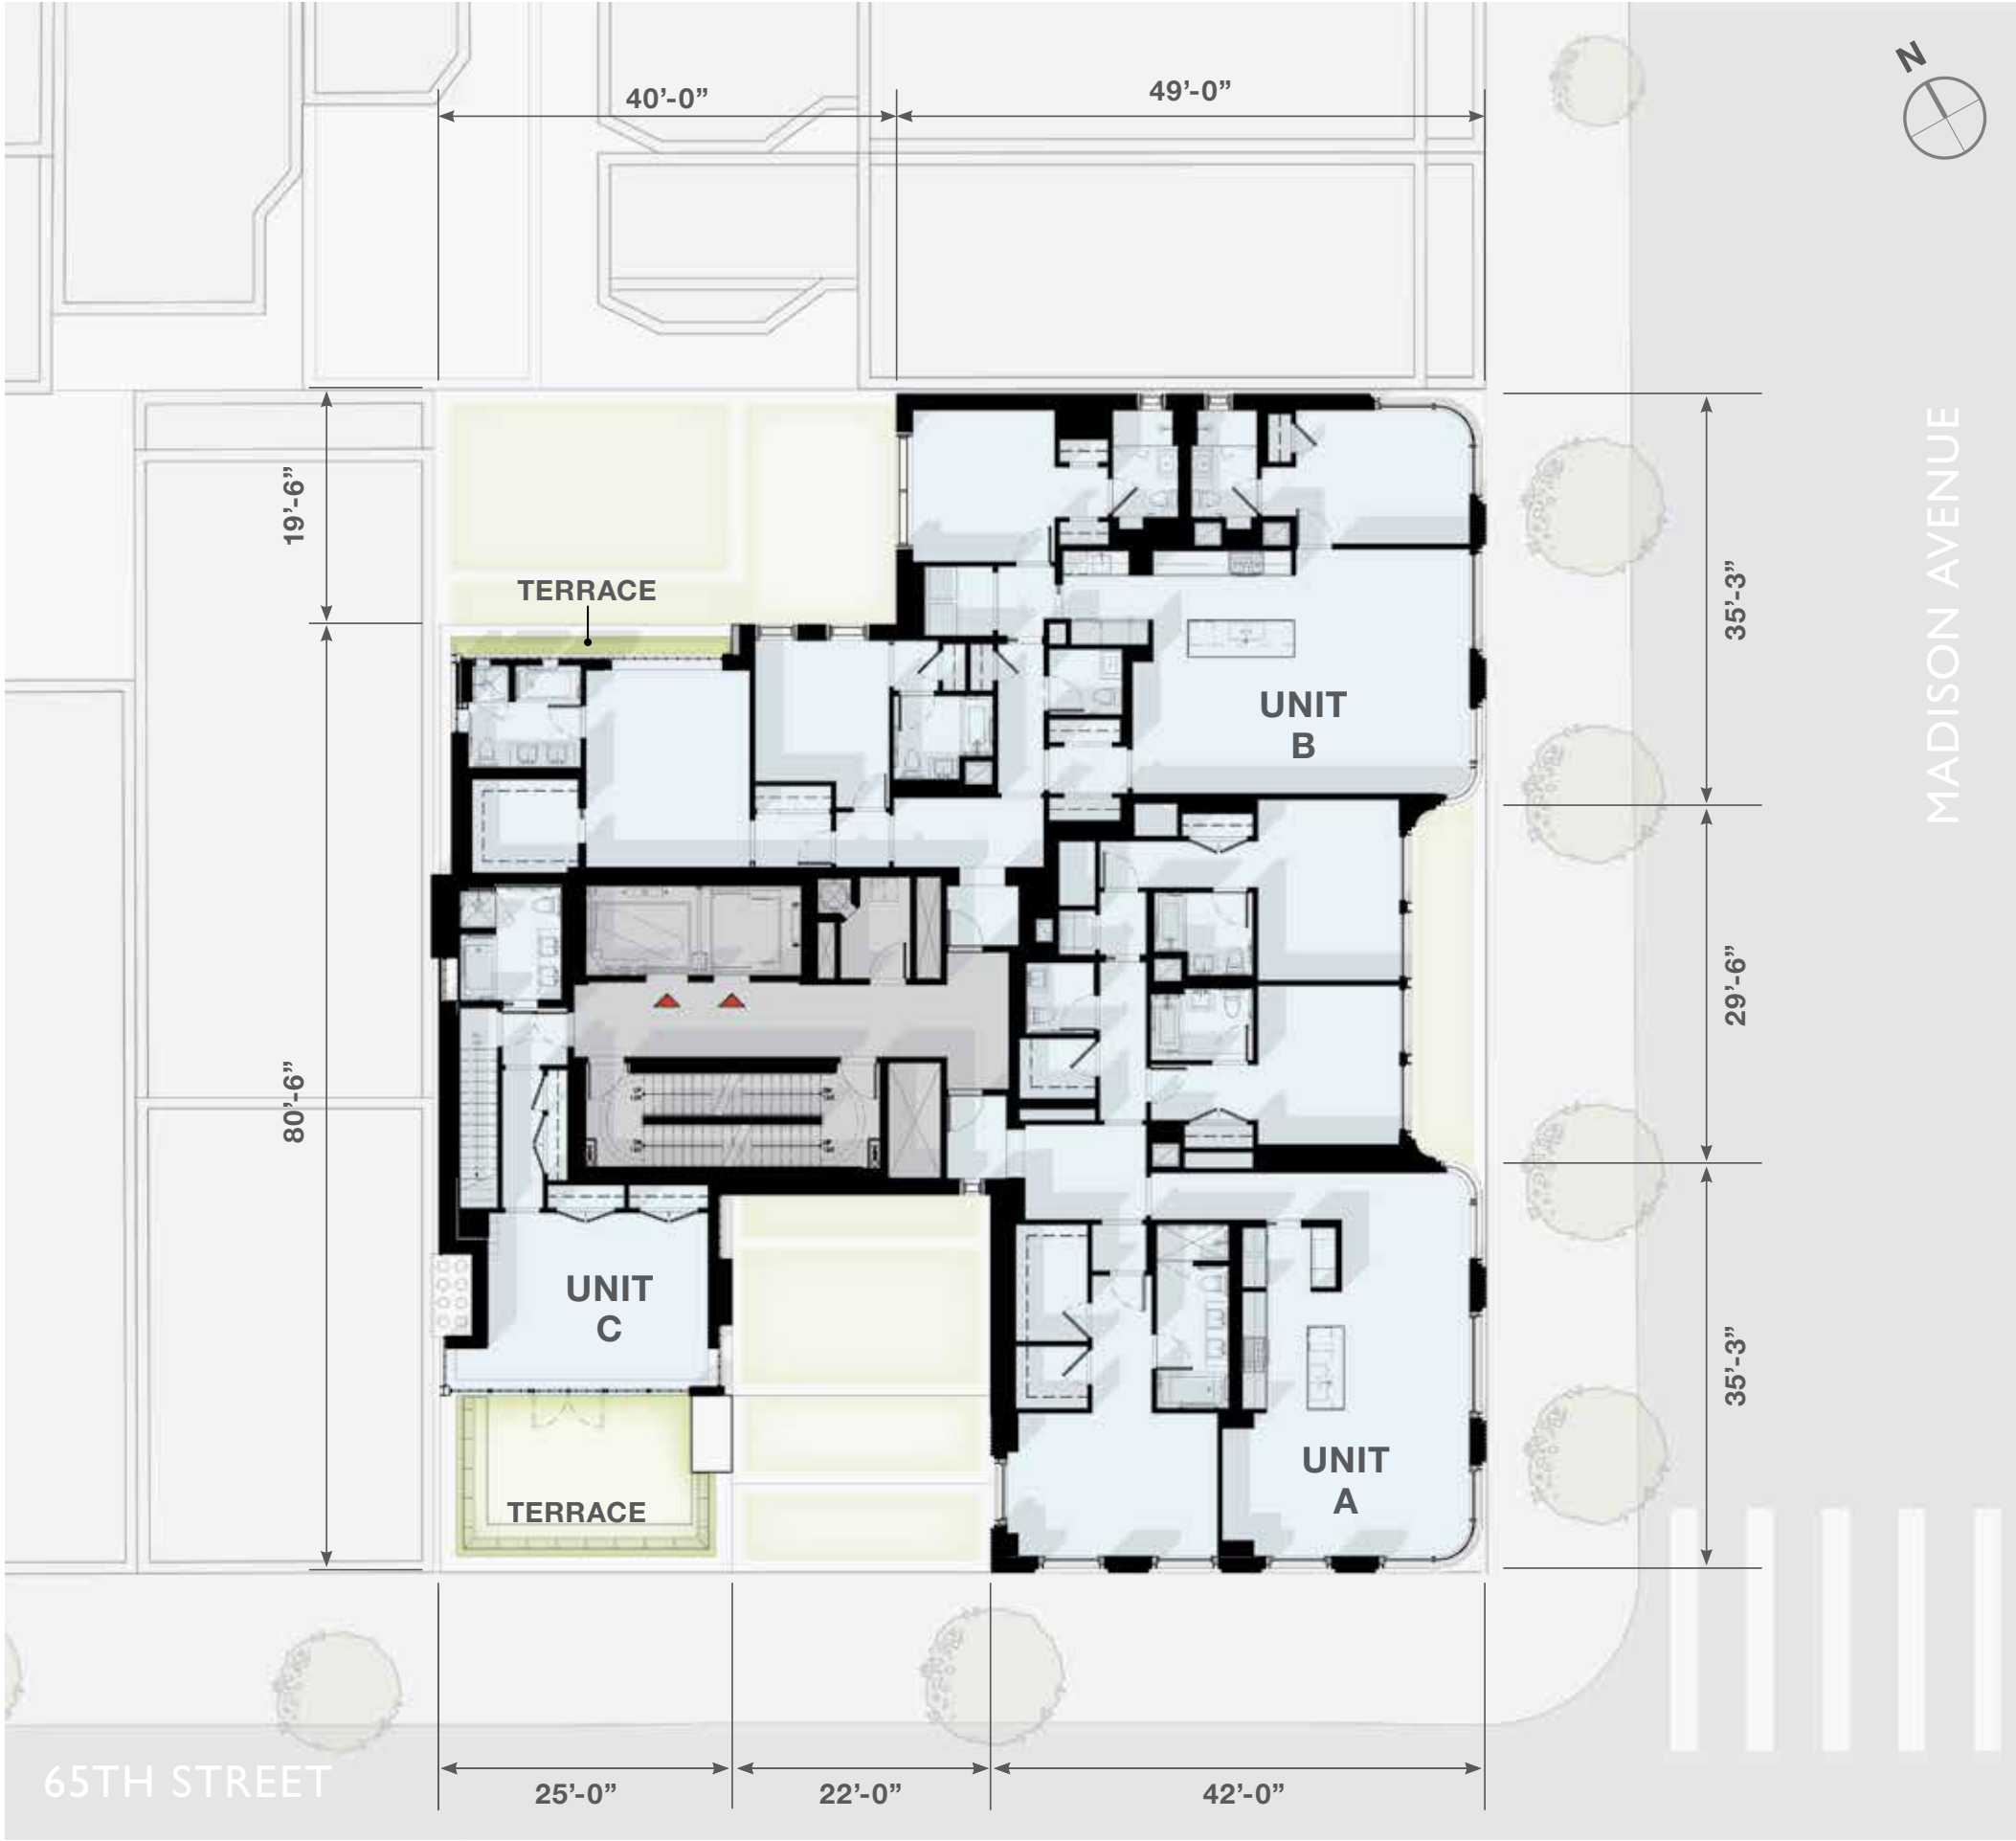 N
40’-0”
49’-0”
19’-6”
TERRACE
35’-3”
MADISON AVENUE
UNIT
B
29’-6”
80’-6”
UNIT
C
35’-3”
UNIT
A
TERRACE
65TH STREET
25’-0”
22’-0”
42’-0”